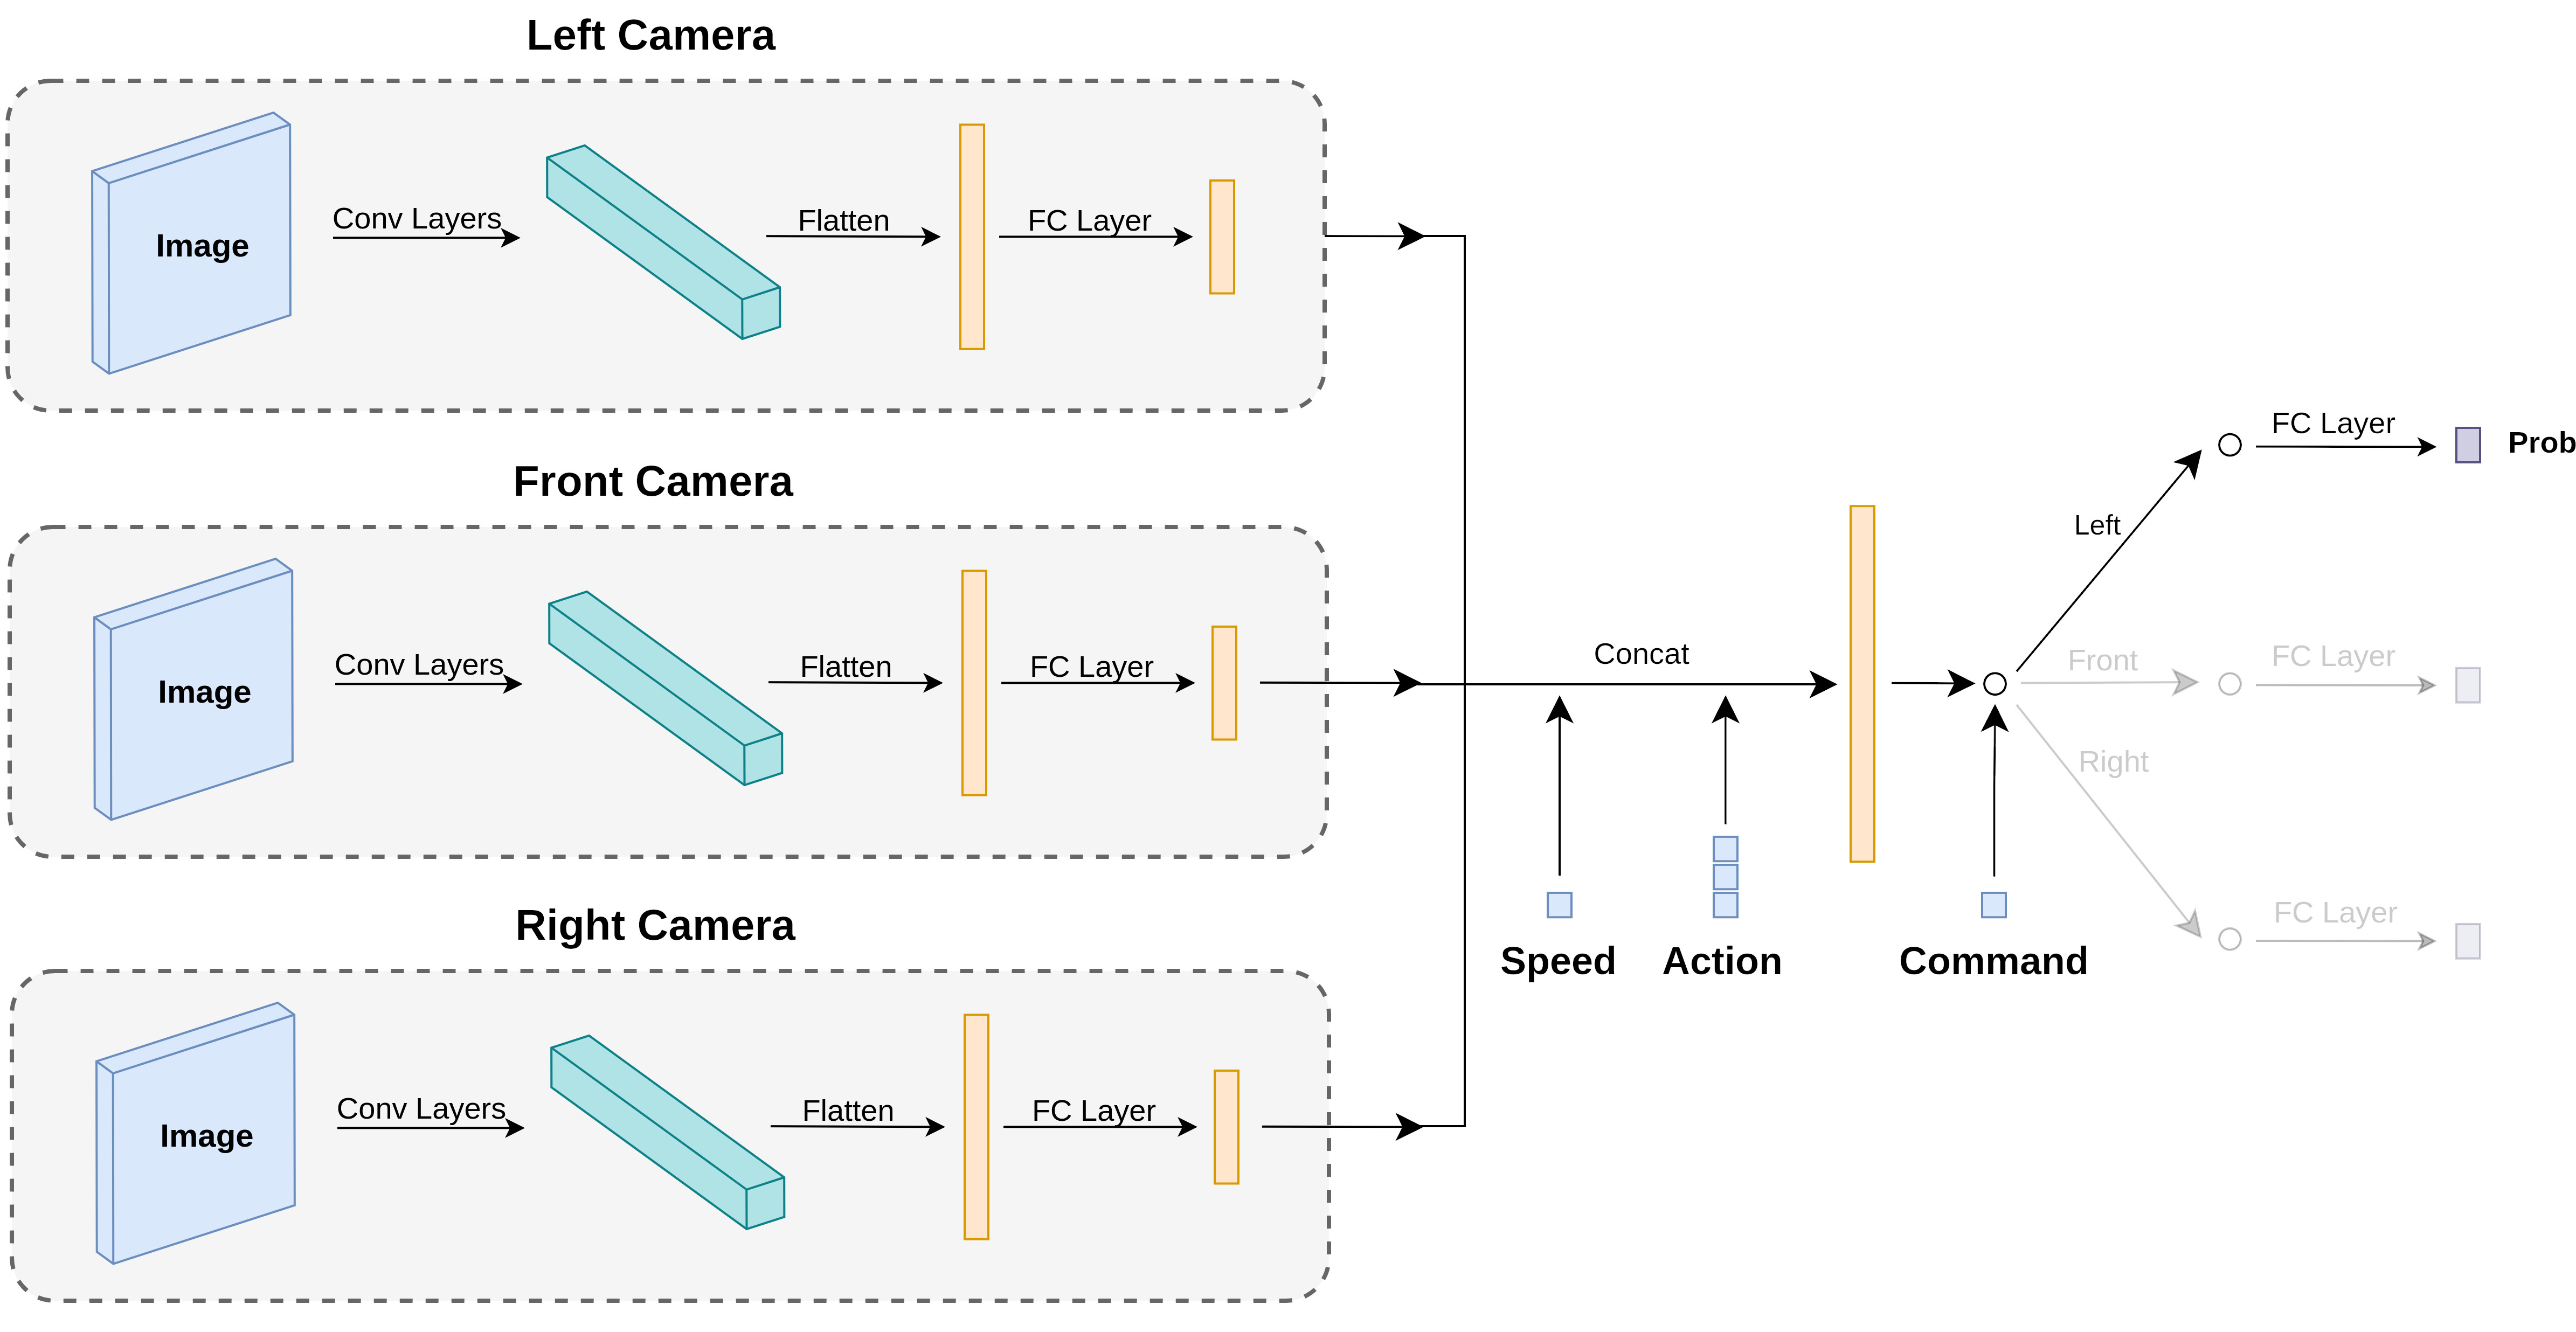 Left Camera
Image
Conv Layers
Flatten
FC Layer
Front Camera
Image
Conv Layers
Flatten
FC Layer
Right Camera
Image
Conv Layers
Flatten
FC Layer
Concat
Speed
Action
Command
Left
FC Layer
Prob
Front
FC Layer
Right
FC Layer